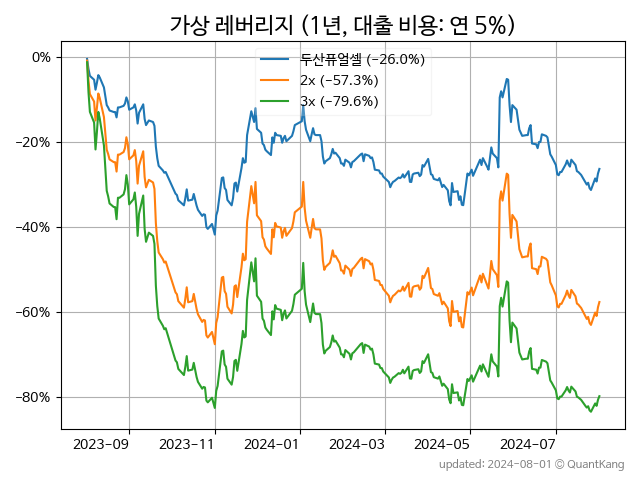 가상 레버리지 (1년, 대출 비용: 연 5%)
두산퓨얼셀 (−26.0%)
2x (−57.3%)
3x (−79.6%)
0%
−20%
−40%
−60%
−80%
2023-09 2023-11 2024-01 2024-03 2024-05 2024-07
updated: 2024-08-01 © QuantKang